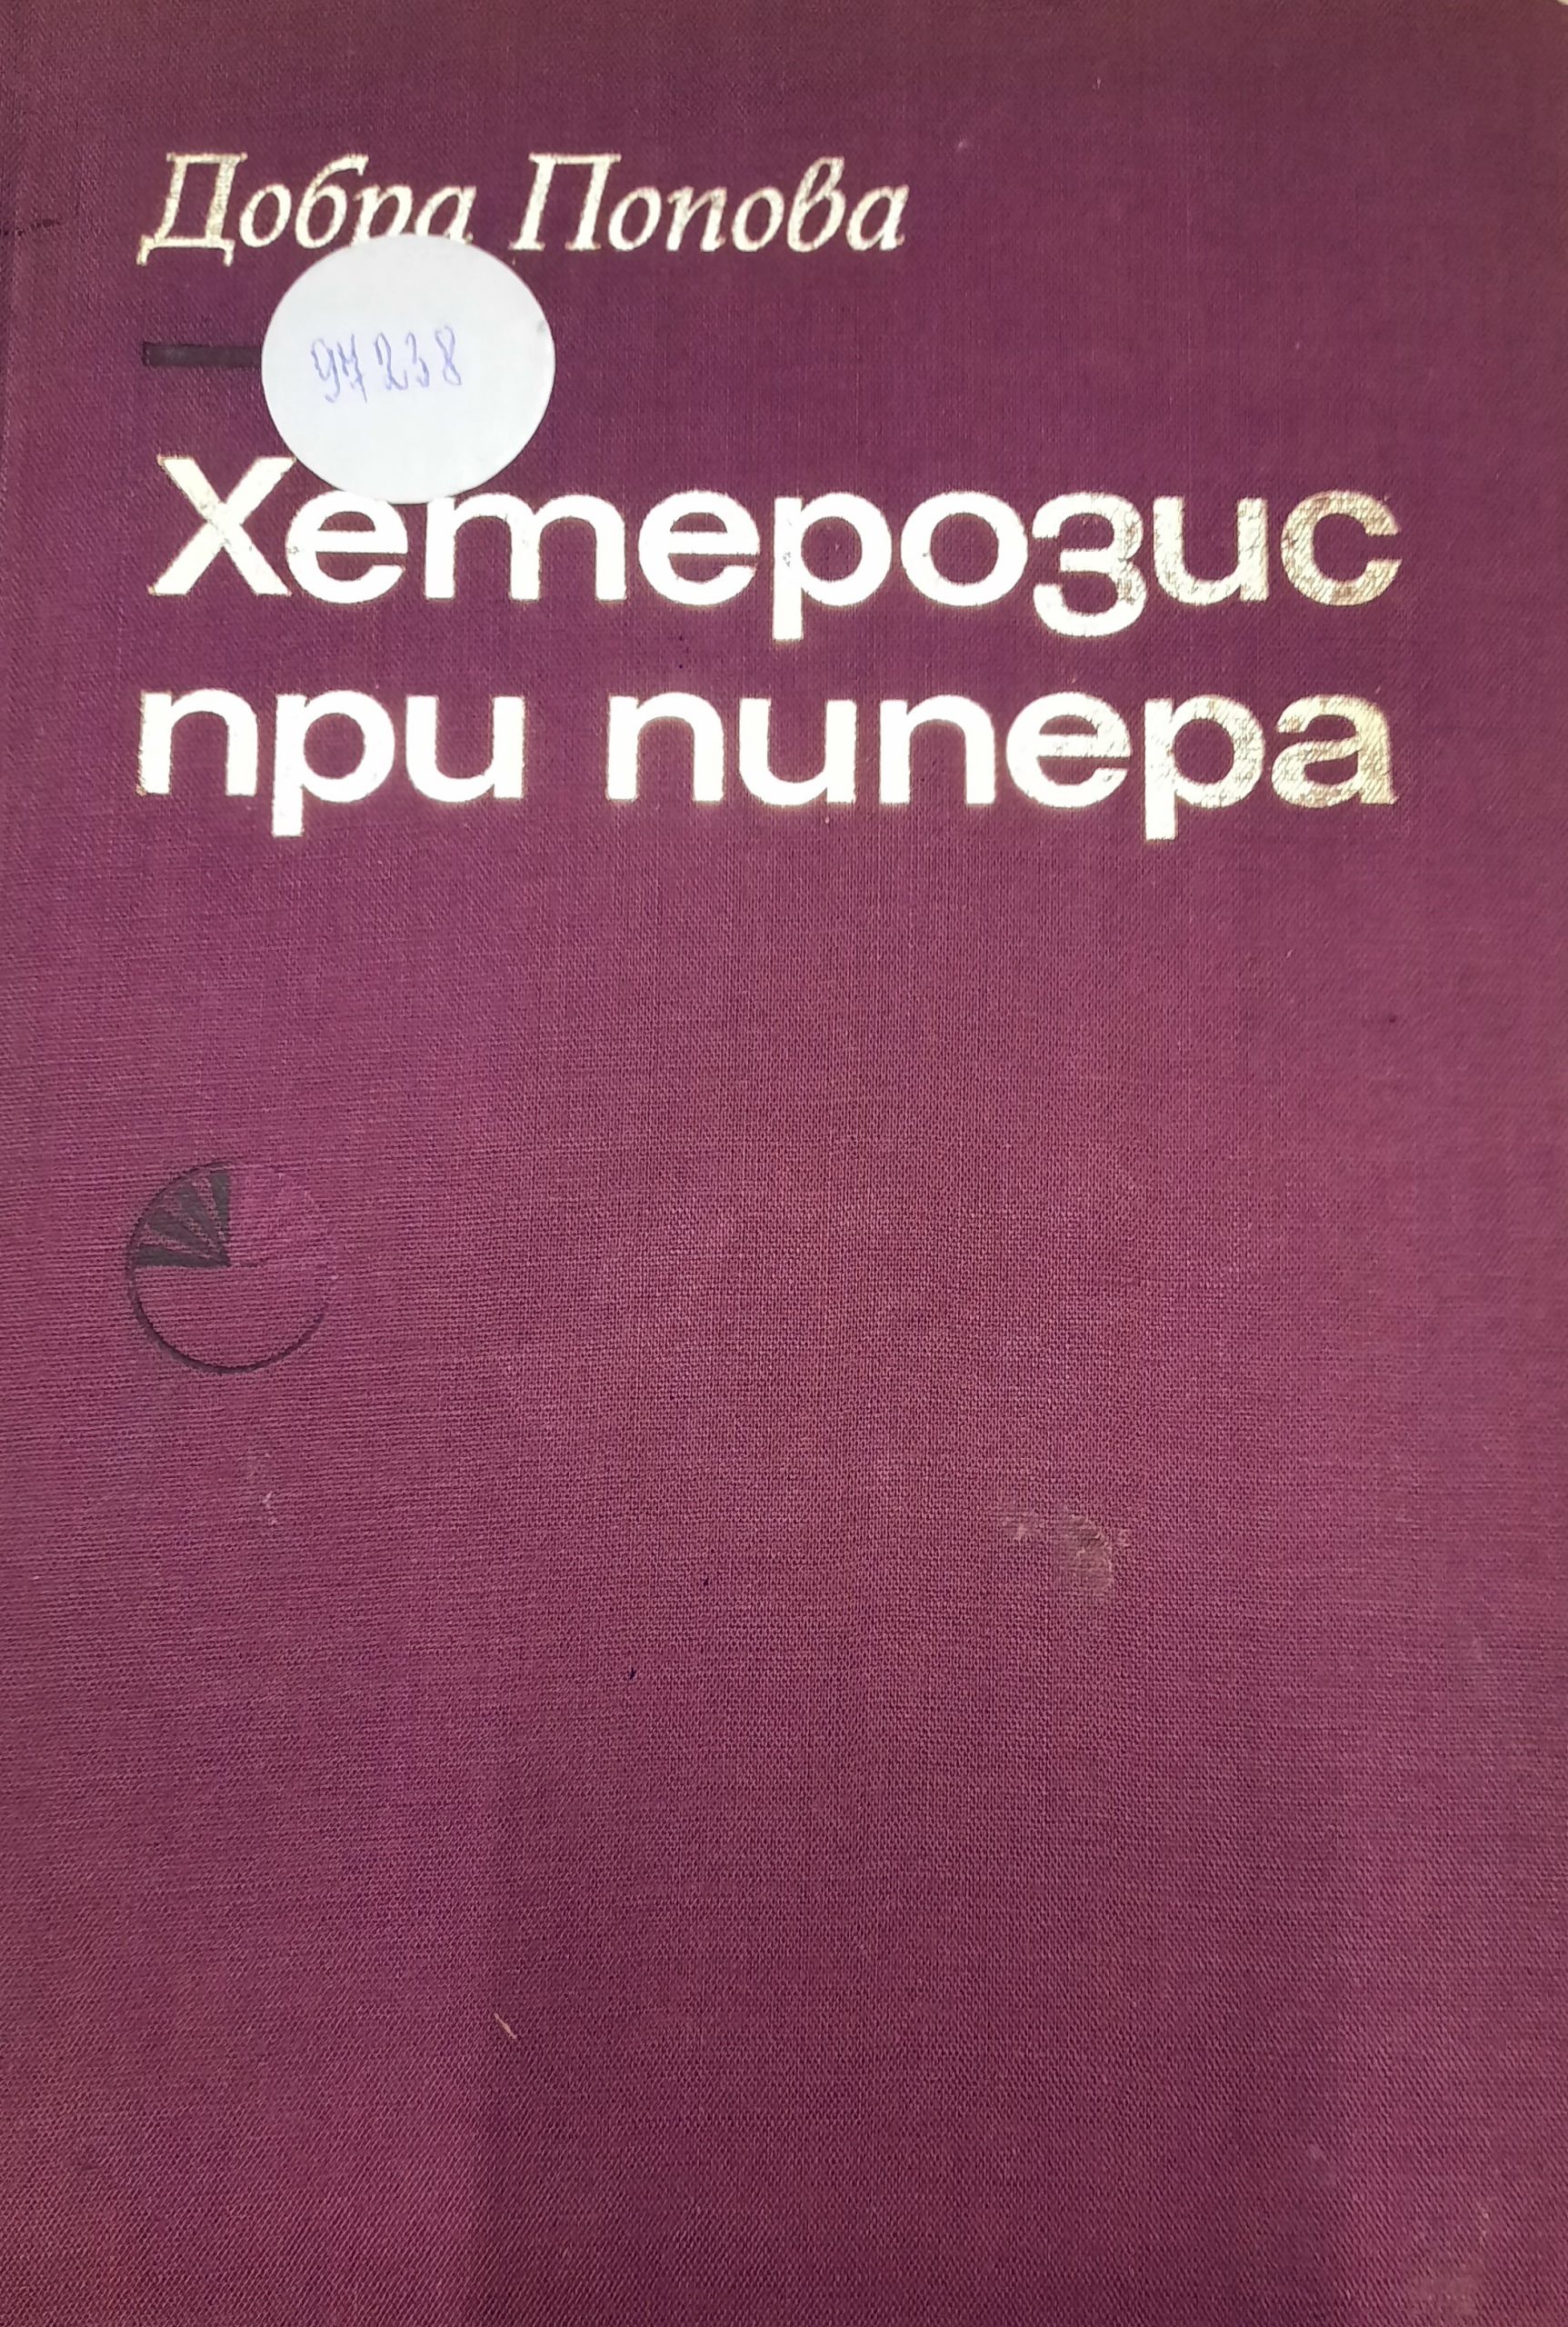 Добра Попова
97238
Хетерозис
при пипера